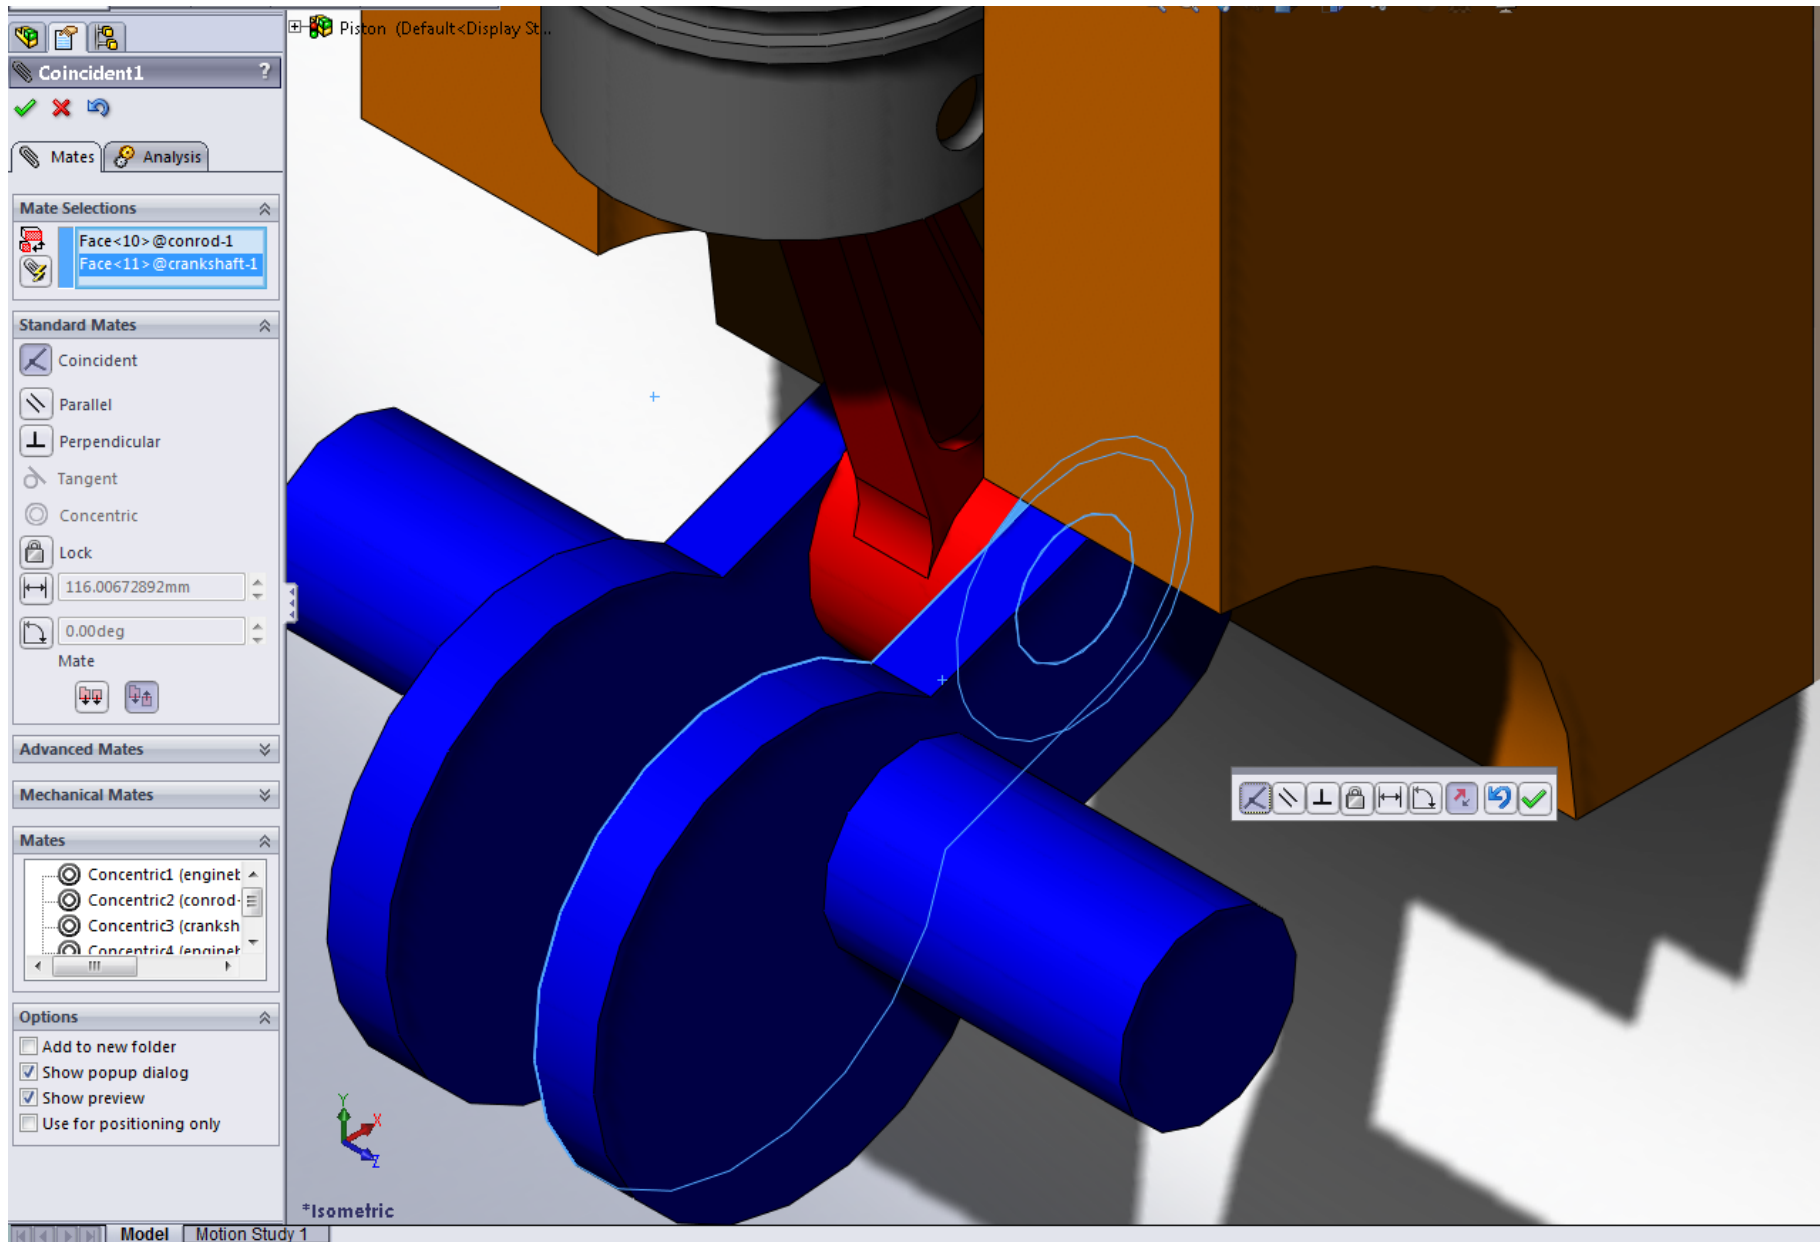 Piston (Default<Display St...
Coincident1
?
Mates
Analysis
Mate Selections
Face<10>@conrod-1
Face<11>@crankshaft-1
Standard Mates
Coincident
Parallel
Perpendicular
Tangent
Concentric
Lock
116.00672892mm
0.00deg
Mate
Advanced Mates
Mechanical Mates
Mates
Concentric1 (engineb
Concentric2 (conrod-
Concentric3 (cranksh
Concentric4 (engineb
Options
Add to new folder
Show popup dialog
Show preview
Use for positioning only
Y
X
Z
*Isometric
Model
Motion Study 1